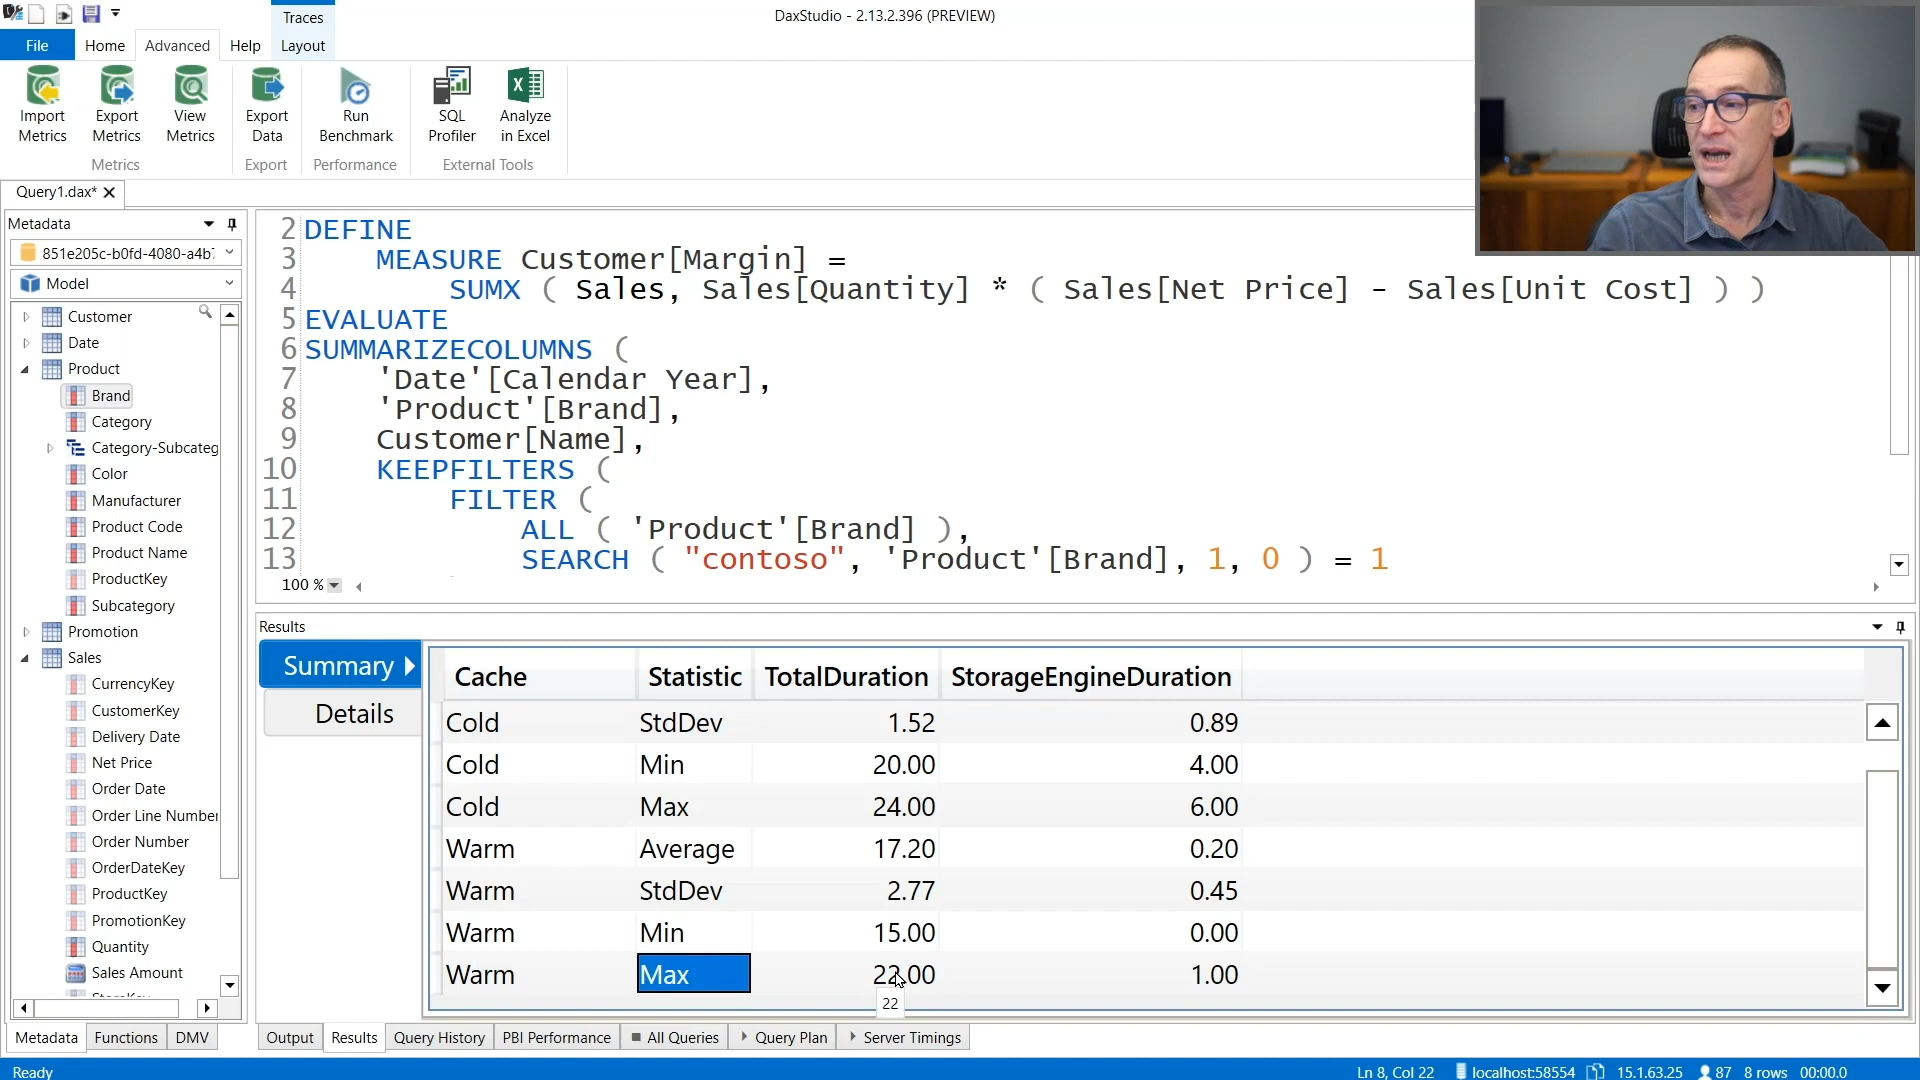 DaxStudio - 2.13.2.396 (PREVIEW)
Traces
File
Home
Advanced
Help
Layout
Import Metrics
Export Metrics
View Metrics
Export Data
Run Benchmark
SQL Profiler
Analyze in Excel
Metrics
Export
Performance
External Tools
Query1.dax*
Metadata
851e205c-b0fd-4080-a4b7
Model
Customer
Date
Product
Brand
Category
Category-Subcateg
Color
Manufacturer
Product Code
Product Name
ProductKey
Subcategory
Promotion
Sales
CurrencyKey
CustomerKey
Delivery Date
Net Price
Order Date
Order Line Number
Order Number
OrderDateKey
ProductKey
PromotionKey
Quantity
Sales Amount
Metadata Functions DMV
2 DEFINE
3 MEASURE Customer[Margin] =
4 SUMX ( Sales, Sales[Quantity] * ( Sales[Net Price] - Sales[Unit Cost] ) )
5 EVALUATE
6 SUMMARIZECOLUMNS (
7 'Date'[Calendar Year],
8 'Product'[Brand],
9 Customer[Name],
10 KEEPFILTERS (
11 FILTER (
12 ALL ( 'Product'[Brand] ),
13 SEARCH ( "contoso", 'Product'[Brand], 1, 0 ) = 1
100 %
Results
Summary
Details
Cache Statistic TotalDuration StorageEngineDuration
Cold StdDev 1.52 0.89
Cold Min 20.00 4.00
Cold Max 24.00 6.00
Warm Average 17.20 0.20
Warm StdDev 2.77 0.45
Warm Min 15.00 0.00
Warm Max 22.00 1.00
22
Output Results Query History PBI Performance All Queries Query Plan Server Timings
Ready
Ln 8, Col 22 localhost:58554 15.1.63.25 87 8 rows 00:00.0